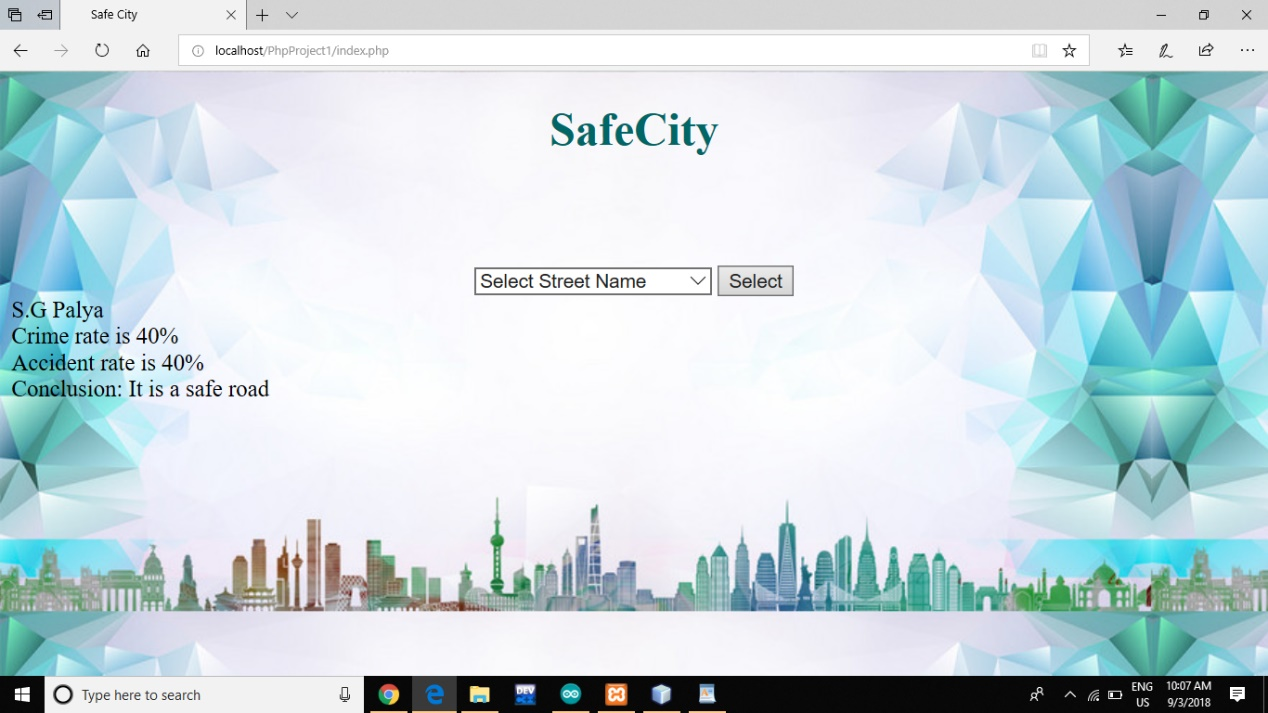 Safe City
localhost/PhpProject1/index.php
SafeCity
Select Street Name
Select
S.G Palya
Crime rate is 40%
Accident rate is 40%
Conclusion: It is a safe road
Type here to search
DEV
C++
ENG
US
10:07 AM
9/3/2018